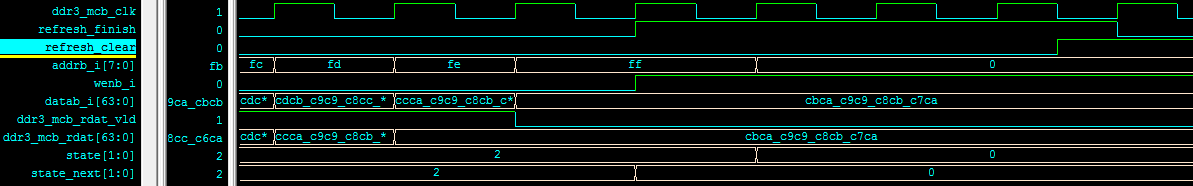 ddr3_mcb_clk 1
refresh_finish 0
refresh_clear 0
addrb_i[7:0] fb fc fd fe ff 0
wenb_i 0
datab_i[63:0] 9ca_cbcb cdc* cdcb_c9c9_c8cc_* ccca_c9c9_c8cb_c* cbca_c9c9_c8cb_c7ca
ddr3_mcb_rdat_vld 1
ddr3_mcb_rdat[63:0] 8cc_c6ca cdc* ccca_c9c9_c8cb_* cbca_c9c9_c8cb_c7ca
state[1:0] 2 2 0
state_next[1:0] 2 2 0